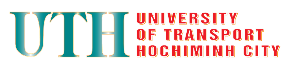 UTH
UNIVERSITY
OF TRANSPORT
HOCHIMINH CITY